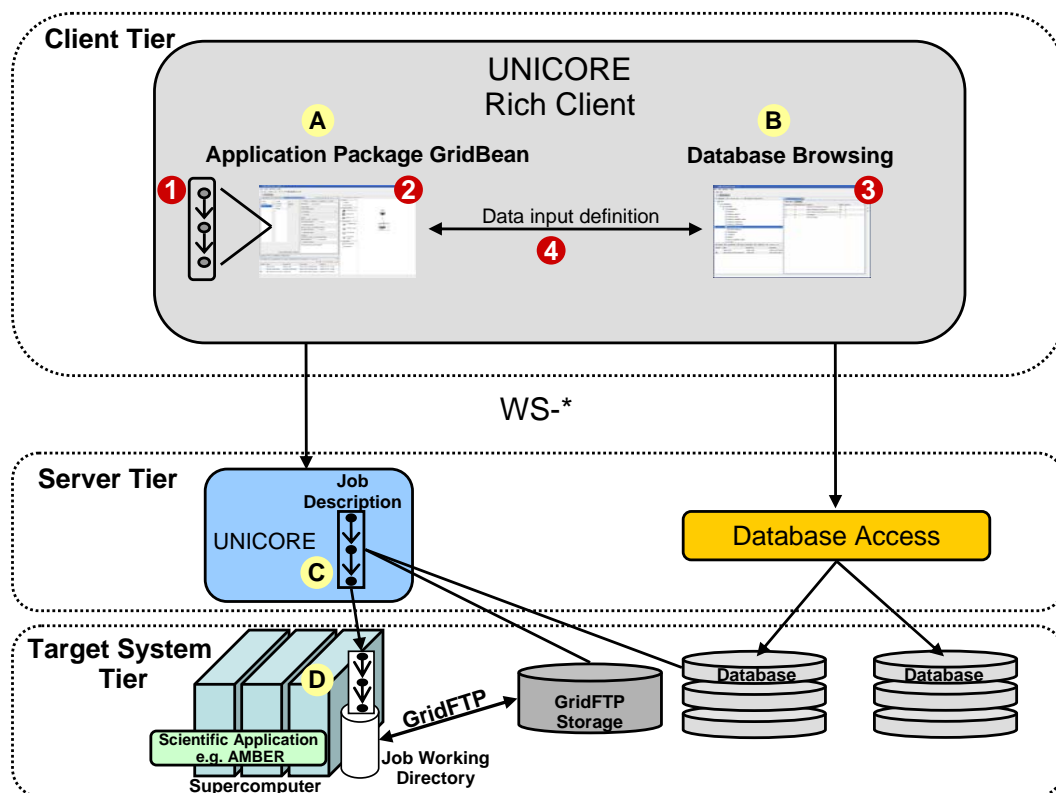 Client Tier
UNICORE
Rich Client
A
B
Application Package GridBean
Database Browsing
1
2
3
Data input definition
4
WS-*
Server Tier
Job
Description
UNICORE
Database Access
C
Target System
Tier
D
GridFTP
GridFTP
Storage
Database
Database
Scientific Application
e.g. AMBER
Job Working
Directory
Supercomputer